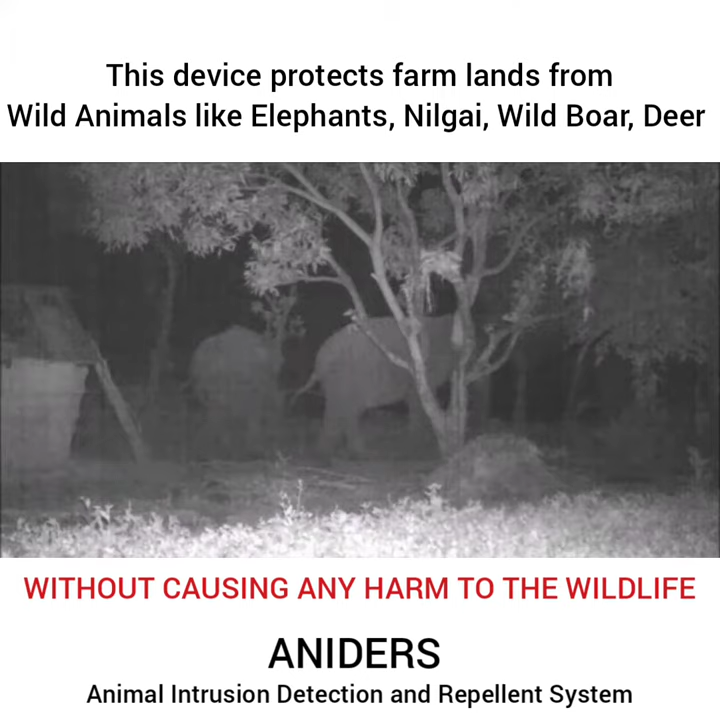 This device protects farm lands from
Wild Animals like Elephants, Nilgai, Wild Boar, Deer
WITHOUT CAUSING ANY HARM TO THE WILDLIFE
ANIDERS
Animal Intrusion Detection and Repellent System